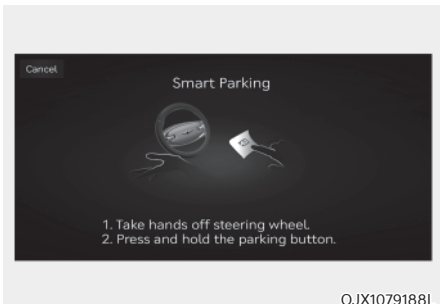 Cancel
Smart Parking
1. Take hands off steering wheel.
2. Press and hold the parking button.
OJX1079188L